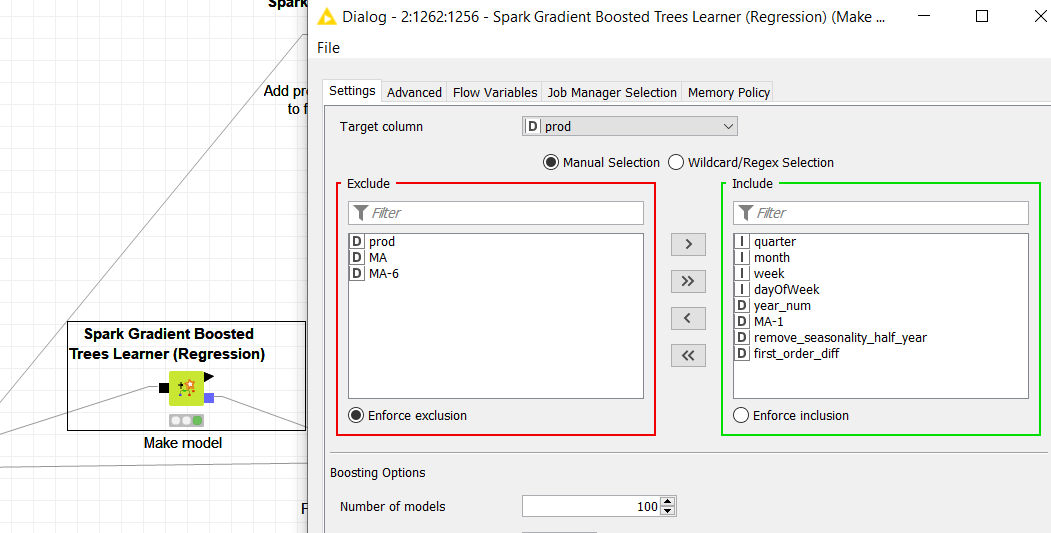 Spark
Dialog - 2:1262:1256 - Spark Gradient Boosted Trees Learner (Regression) (Make ...
File
Add pr
to f
Settings Advanced Flow Variables Job Manager Selection Memory Policy
Target column D prod
Manual Selection Wildcard/Regex Selection
Exclude Include
Filter Filter
D prod
D MA
D MA-6
I quarter
I month
I week
I dayOfWeek
D year_num
D MA-1
D remove_seasonality_half_year
D first_order_diff
> >> < <<
Enforce exclusion Enforce inclusion
Spark Gradient Boosted
Trees Learner (Regression)
Make model
Boosting Options
Number of models 100
F